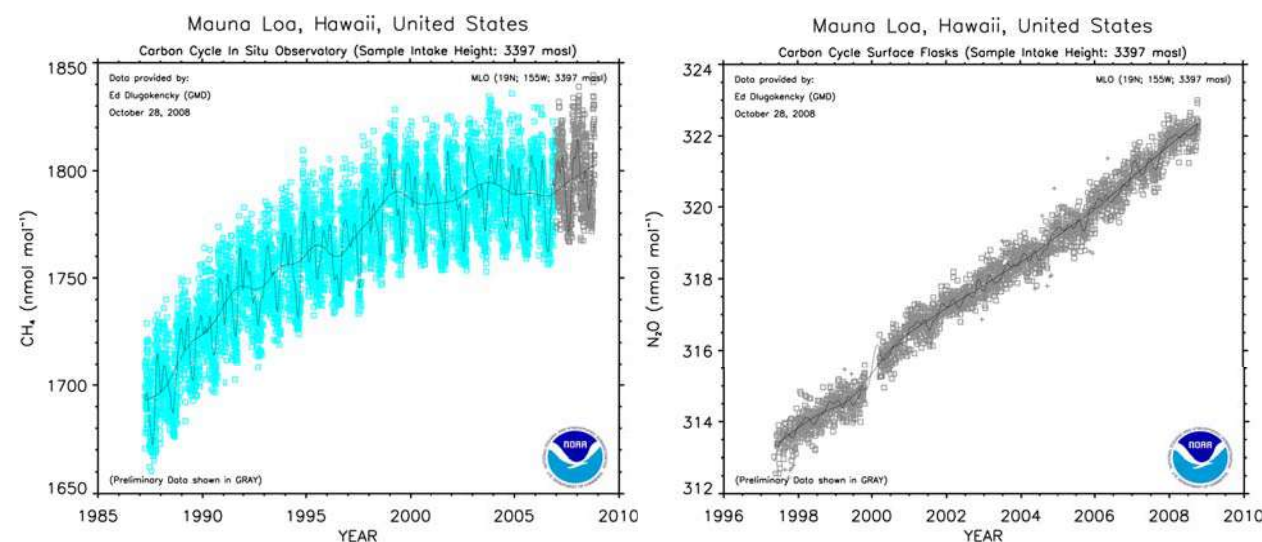 Mauna Loa, Hawaii, United States
Carbon Cycle In Situ Observatory (Sample Intake Height: 3397 masl)
Data provided by:
Ed Dlugokencky (GMD)
October 28, 2008
MLO (19N; 155W; 3397 masl)
1850
1800
1750
1700
1650
CH₄ (nmol mol⁻¹)
NOAA
(Preliminary Data shown in GRAY)
1985
1990
1995
2000
2005
2010
YEAR
Mauna Loa, Hawaii, United States
Carbon Cycle Surface Flasks (Sample Intake Height: 3397 masl)
Data provided by:
Ed Dlugokencky (GMD)
October 28, 2008
MLO (19N; 155W; 3397 masl)
324
322
320
318
316
314
312
N₂O (nmol mol⁻¹)
NOAA
(Preliminary Data shown in GRAY)
1996
1998
2000
2002
2004
2006
2008
2010
YEAR